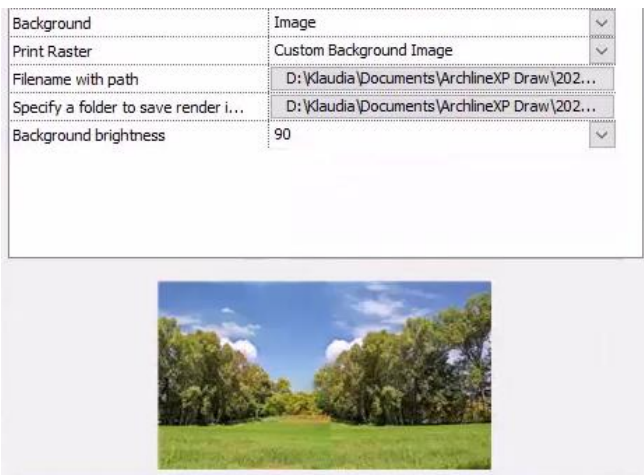 Background Image
Print Raster Custom Background Image
Filename with path D:\Klaudia\Documents\ArchlineXP Draw\202...
Specify a folder to save render i... D:\Klaudia\Documents\ArchlineXP Draw\202...
Background brightness 90